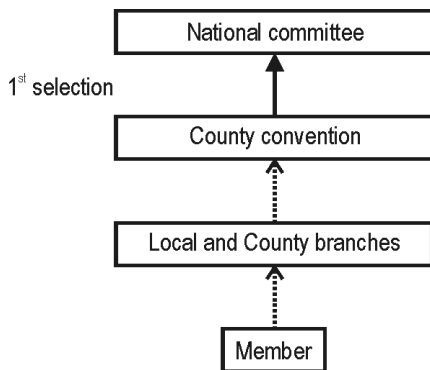 National committee
1st selection
County convention
Local and County branches
Member